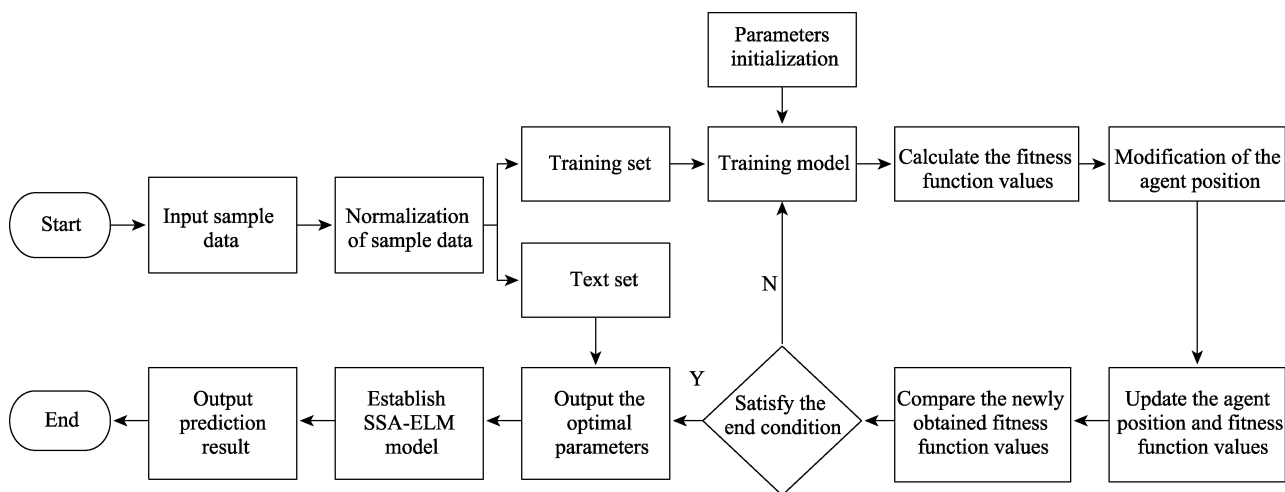 Parameters
initialization
Training set
Training model
Calculate the fitness
function values
Modification of the
agent position
Start
Input sample
data
Normalization
of sample data
Text set
N
Y
End
Output
prediction
result
Establish
SSA-ELM
model
Output the
optimal
parameters
Satisfy the
end condition
Compare the newly
obtained fitness
function values
Update the agent
position and fitness
function values